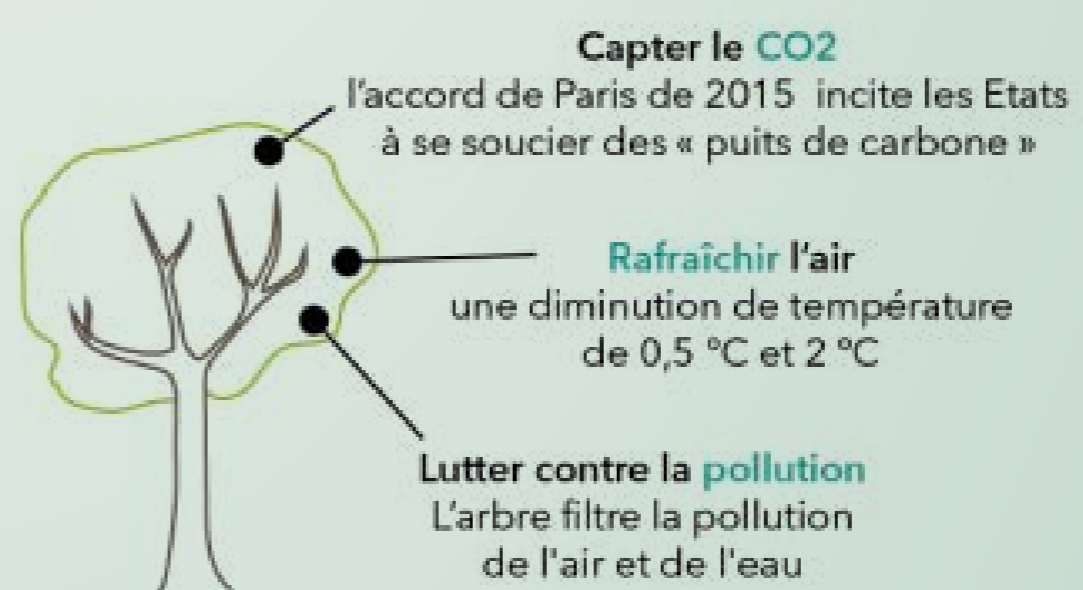 Capter le CO2
l'accord de Paris de 2015 incite les Etats
à se soucier des « puits de carbone »
Rafraîchir l'air
une diminution de température
de 0,5 °C et 2 °C
Lutter contre la pollution
L'arbre filtre la pollution
de l'air et de l'eau